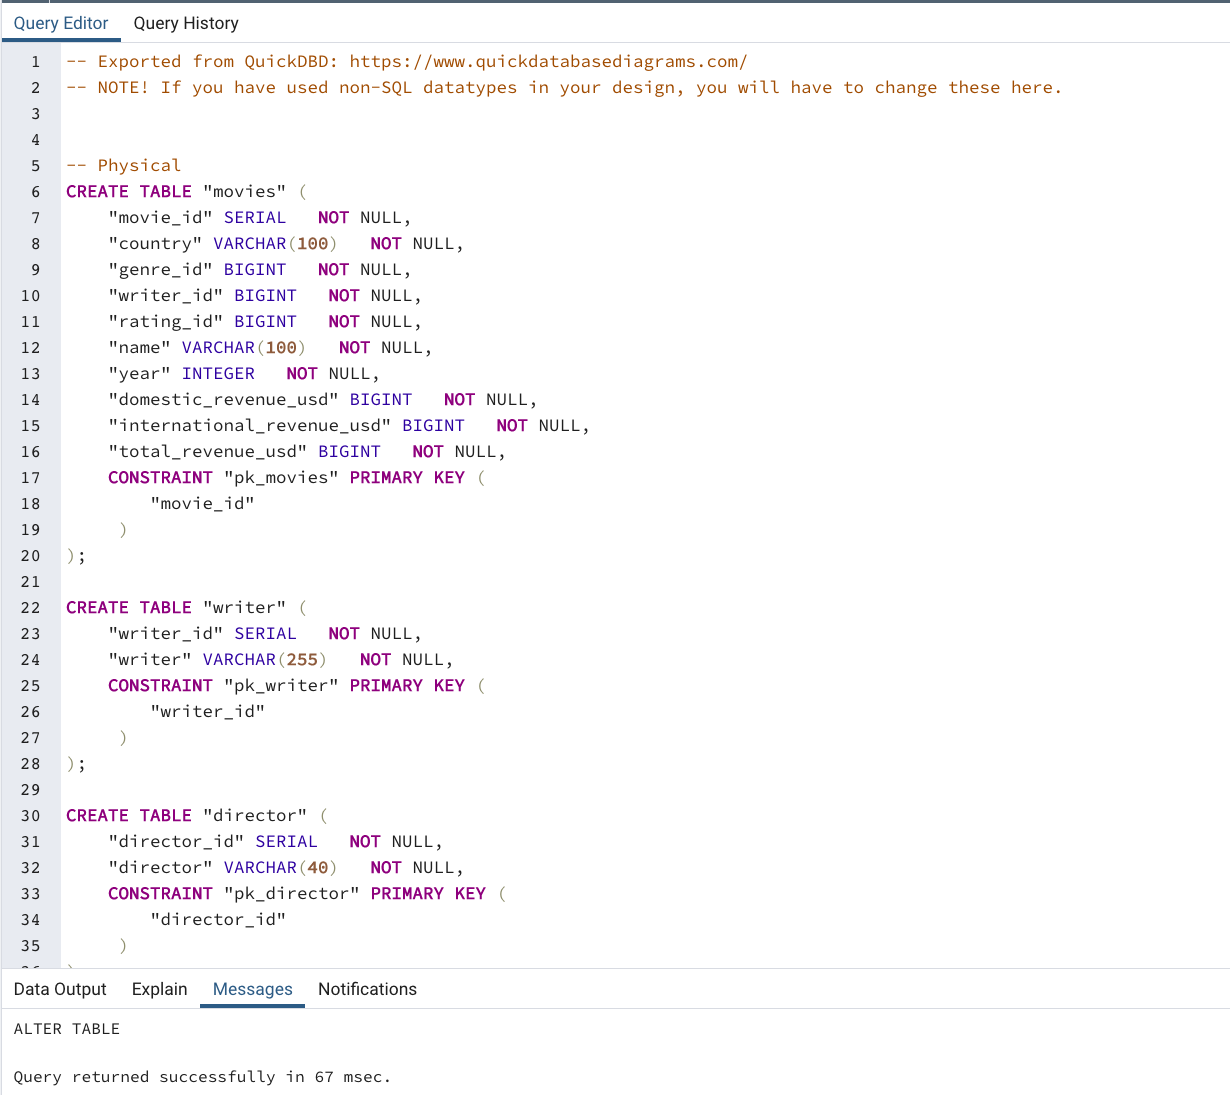 Query Editor Query History
1 -- Exported from QuickDBD: https://www.quickdatabasediagrams.com/
2 -- NOTE! If you have used non-SQL datatypes in your design, you will have to change these here.
3
4
5 -- Physical
6 CREATE TABLE "movies" (
7 "movie_id" SERIAL NOT NULL,
8 "country" VARCHAR(100) NOT NULL,
9 "genre_id" BIGINT NOT NULL,
10 "writer_id" BIGINT NOT NULL,
11 "rating_id" BIGINT NOT NULL,
12 "name" VARCHAR(100) NOT NULL,
13 "year" INTEGER NOT NULL,
14 "domestic_revenue_usd" BIGINT NOT NULL,
15 "international_revenue_usd" BIGINT NOT NULL,
16 "total_revenue_usd" BIGINT NOT NULL,
17 CONSTRAINT "pk_movies" PRIMARY KEY (
18 "movie_id"
19 )
20 );
21
22 CREATE TABLE "writer" (
23 "writer_id" SERIAL NOT NULL,
24 "writer" VARCHAR(255) NOT NULL,
25 CONSTRAINT "pk_writer" PRIMARY KEY (
26 "writer_id"
27 )
28 );
29
30 CREATE TABLE "director" (
31 "director_id" SERIAL NOT NULL,
32 "director" VARCHAR(40) NOT NULL,
33 CONSTRAINT "pk_director" PRIMARY KEY (
34 "director_id"
35 )
Data Output Explain Messages Notifications
ALTER TABLE
Query returned successfully in 67 msec.